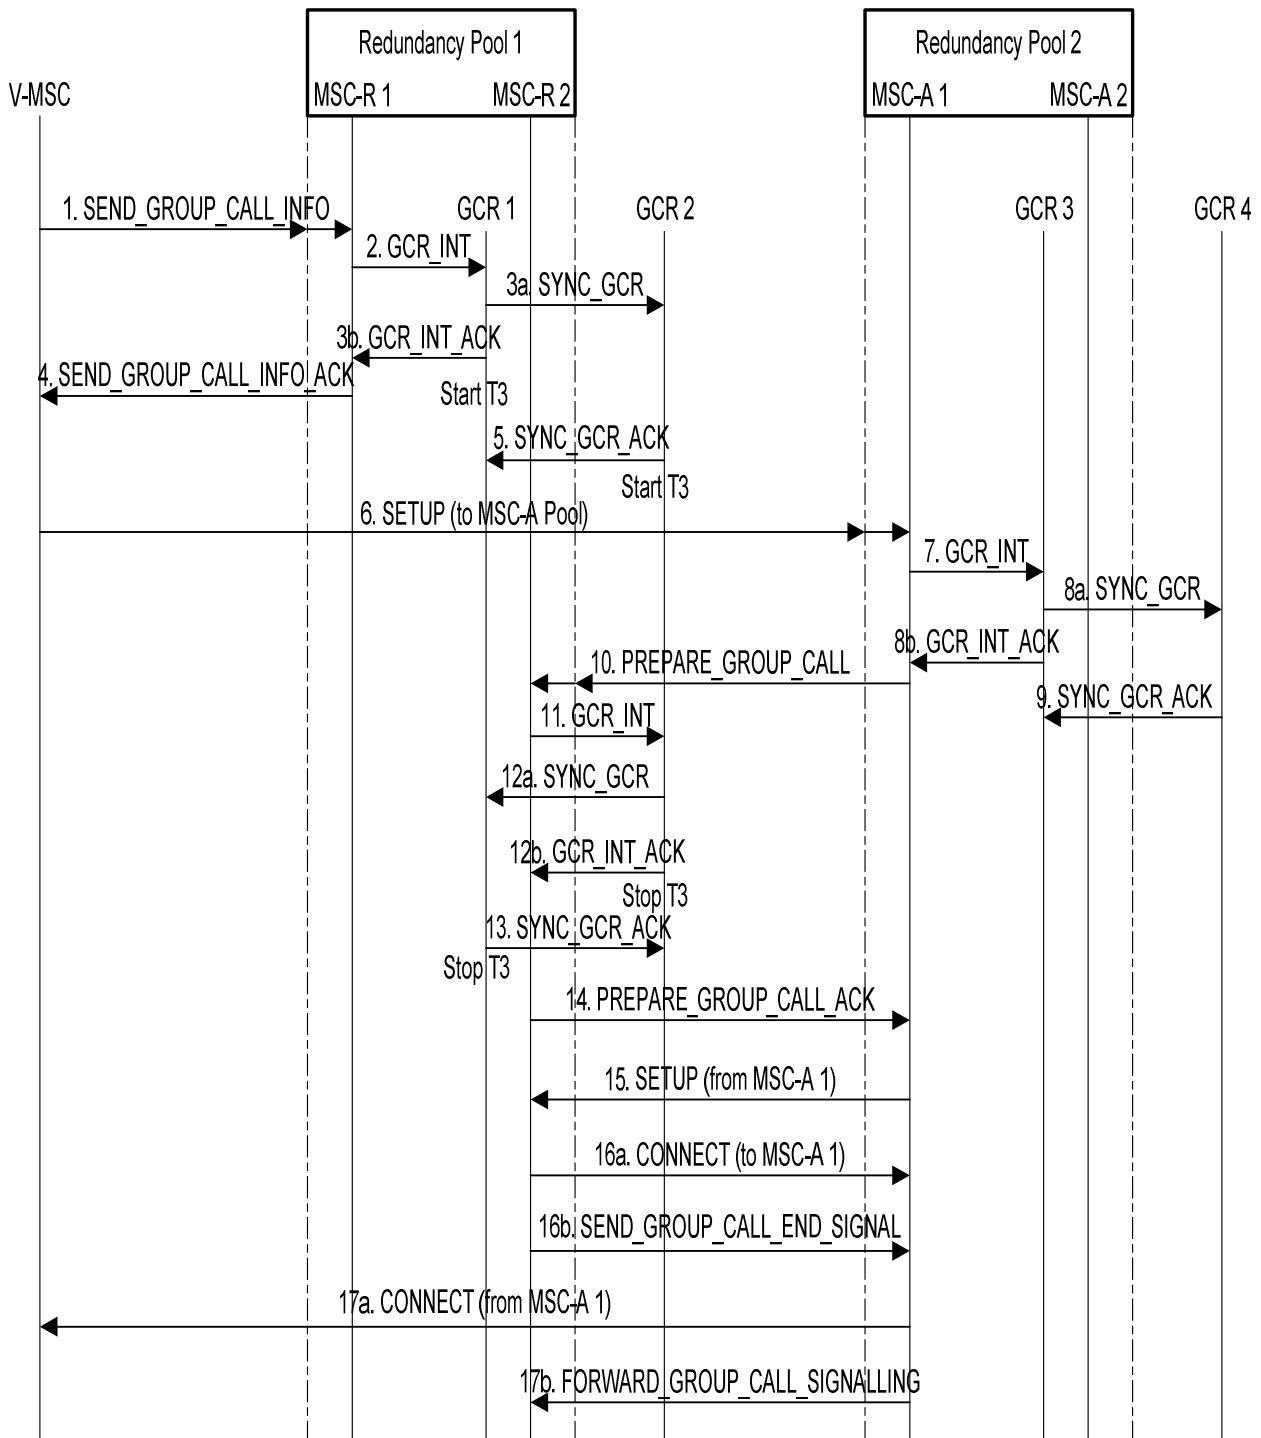 Redundancy Pool 1
Redundancy Pool 2
V-MSC
MSC-R 1
MSC-R 2
MSC-A 1
MSC-A 2
1. SEND_GROUP_CALL_INFO
GCR 1
GCR 2
GCR 3
GCR 4
2. GCR_INT
3a. SYNC_GCR
3b. GCR_INT_ACK
4. SEND_GROUP_CALL_INFO_ACK
Start T3
5. SYNC_GCR_ACK
Start T3
6. SETUP (to MSC-A Pool)
7. GCR_INT
8a. SYNC_GCR
8b. GCR_INT_ACK
10. PREPARE_GROUP_CALL
9. SYNC_GCR_ACK
11. GCR_INT
12a. SYNC_GCR
12b. GCR_INT_ACK
Stop T3
13. SYNC_GCR_ACK
Stop T3
14. PREPARE_GROUP_CALL_ACK
15. SETUP (from MSC-A 1)
16a. CONNECT (to MSC-A 1)
16b. SEND_GROUP_CALL_END_SIGNAL
17a. CONNECT (from MSC-A 1)
17b. FORWARD_GROUP_CALL_SIGNALLING